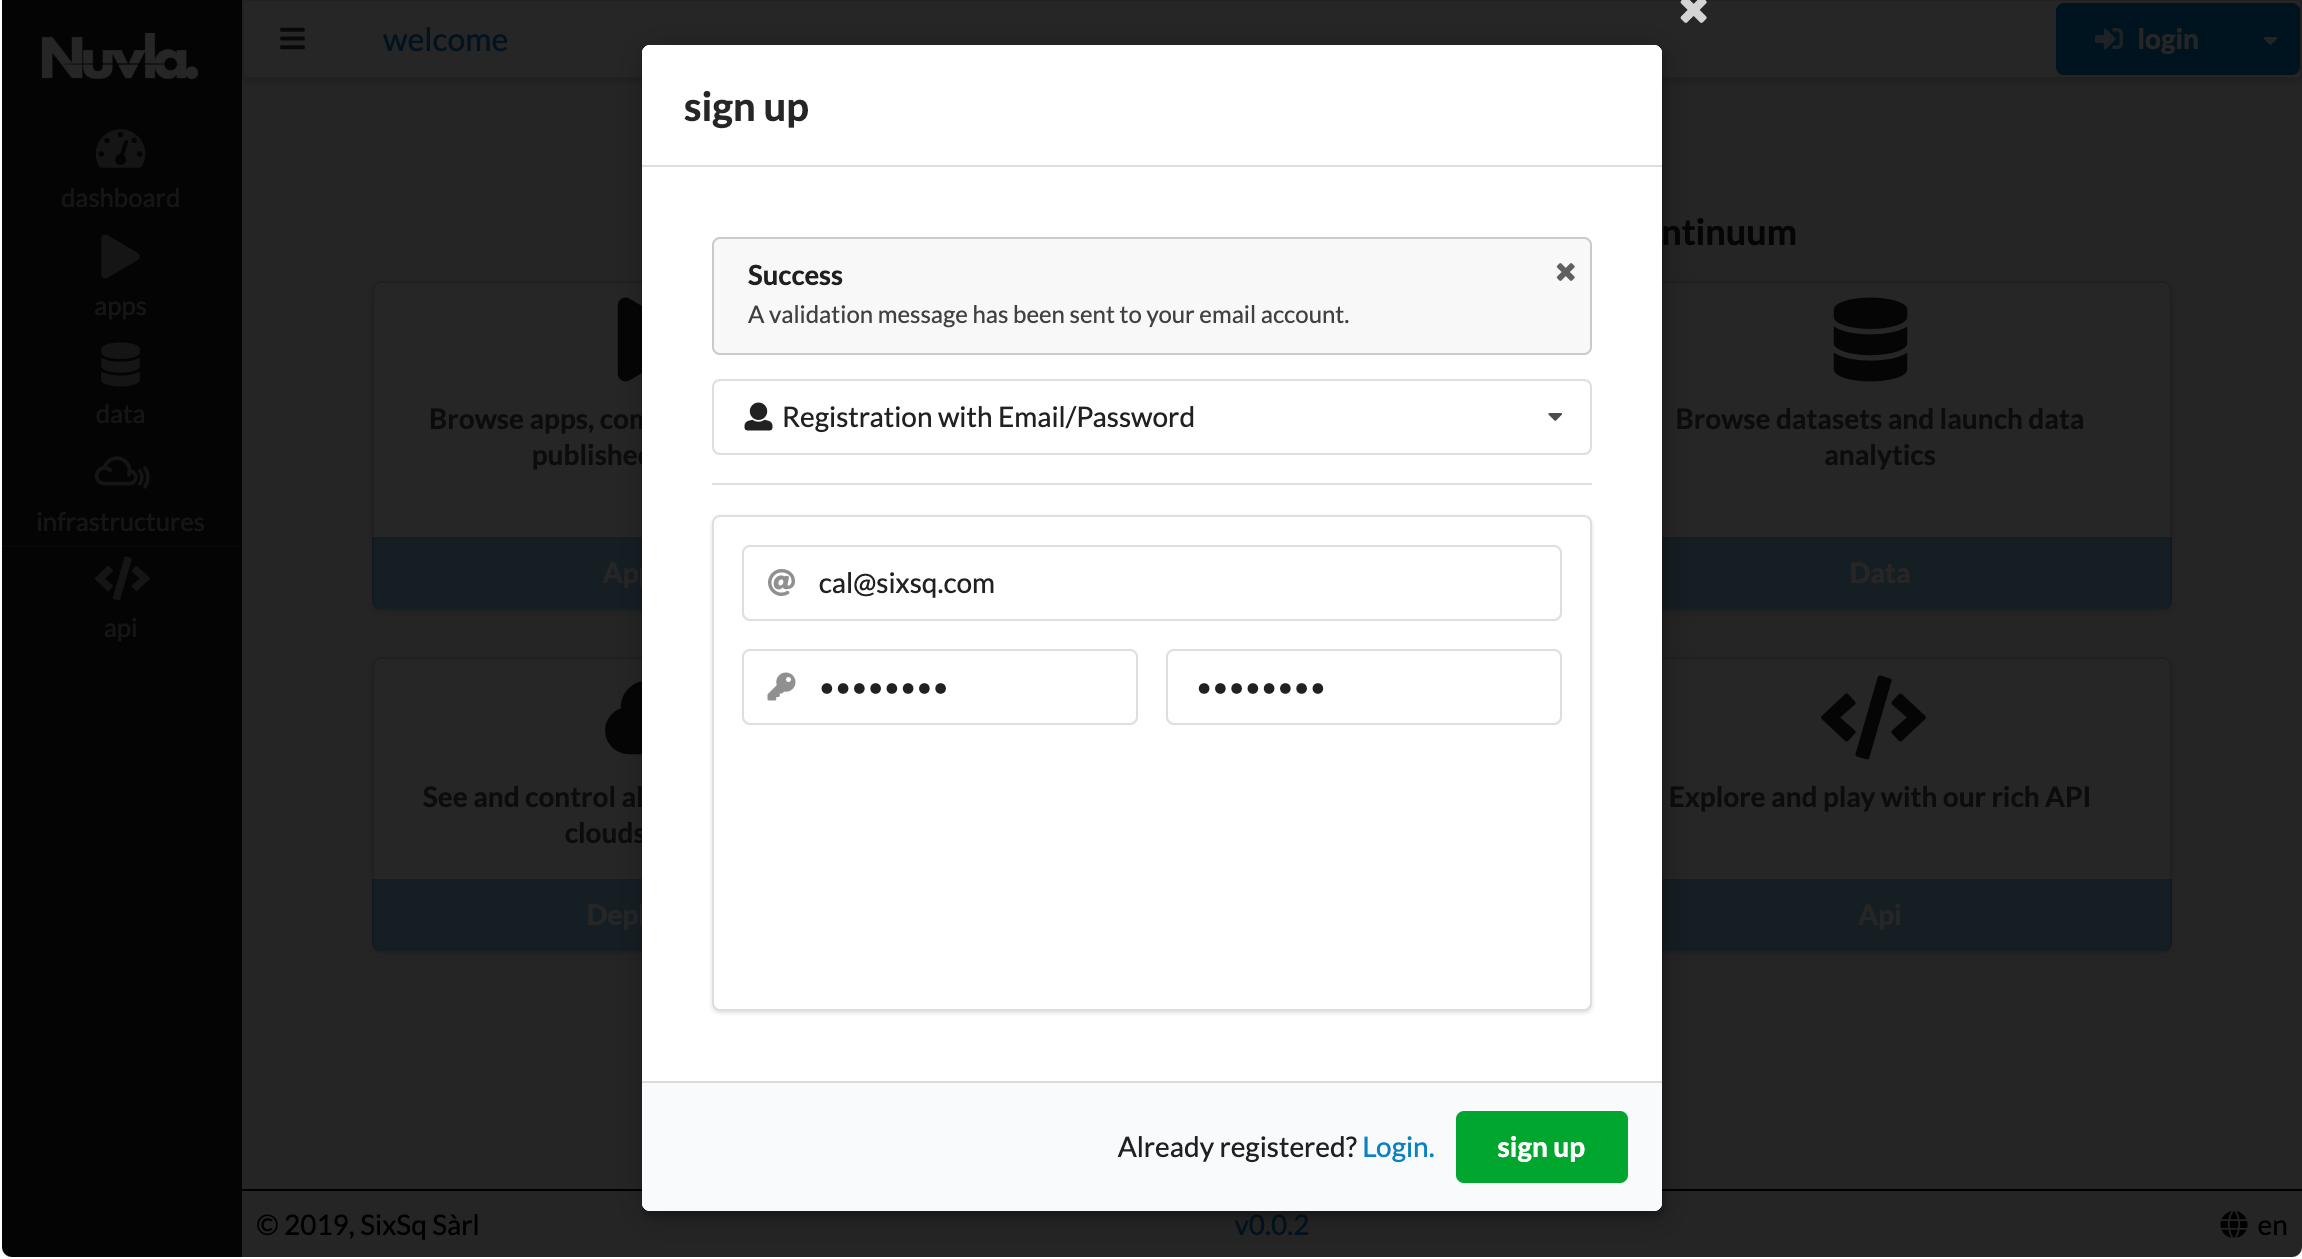 Nuvla.
welcome
login
dashboard
apps
data
infrastructures
api
ntinuum
Browse apps, con
published
Ap
Browse datasets and launch data
analytics
Data
See and control al
clouds
Dep
Explore and play with our rich API
Api
sign up
Success
A validation message has been sent to your email account.
Registration with Email/Password
@ cal@sixsq.com
••••••••
••••••••
Already registered? Login.
sign up
© 2019, SixSq Sàrl
v0.0.2
en